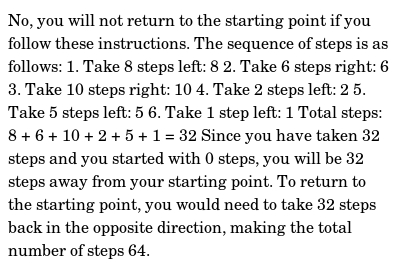 No, you will not return to the starting point if you
follow these instructions. The sequence of steps is as
follows: 1. Take 8 steps left: 8 2. Take 6 steps right: 6
3. Take 10 steps right: 10 4. Take 2 steps left: 2 5.
Take 5 steps left: 5 6. Take 1 step left: 1 Total steps:
8 + 6 + 10 + 2 + 5 + 1 = 32 Since you have taken 32
steps and you started with 0 steps, you will be 32
steps away from your starting point. To return to
the starting point, you would need to take 32 steps
back in the opposite direction, making the total
number of steps 64.